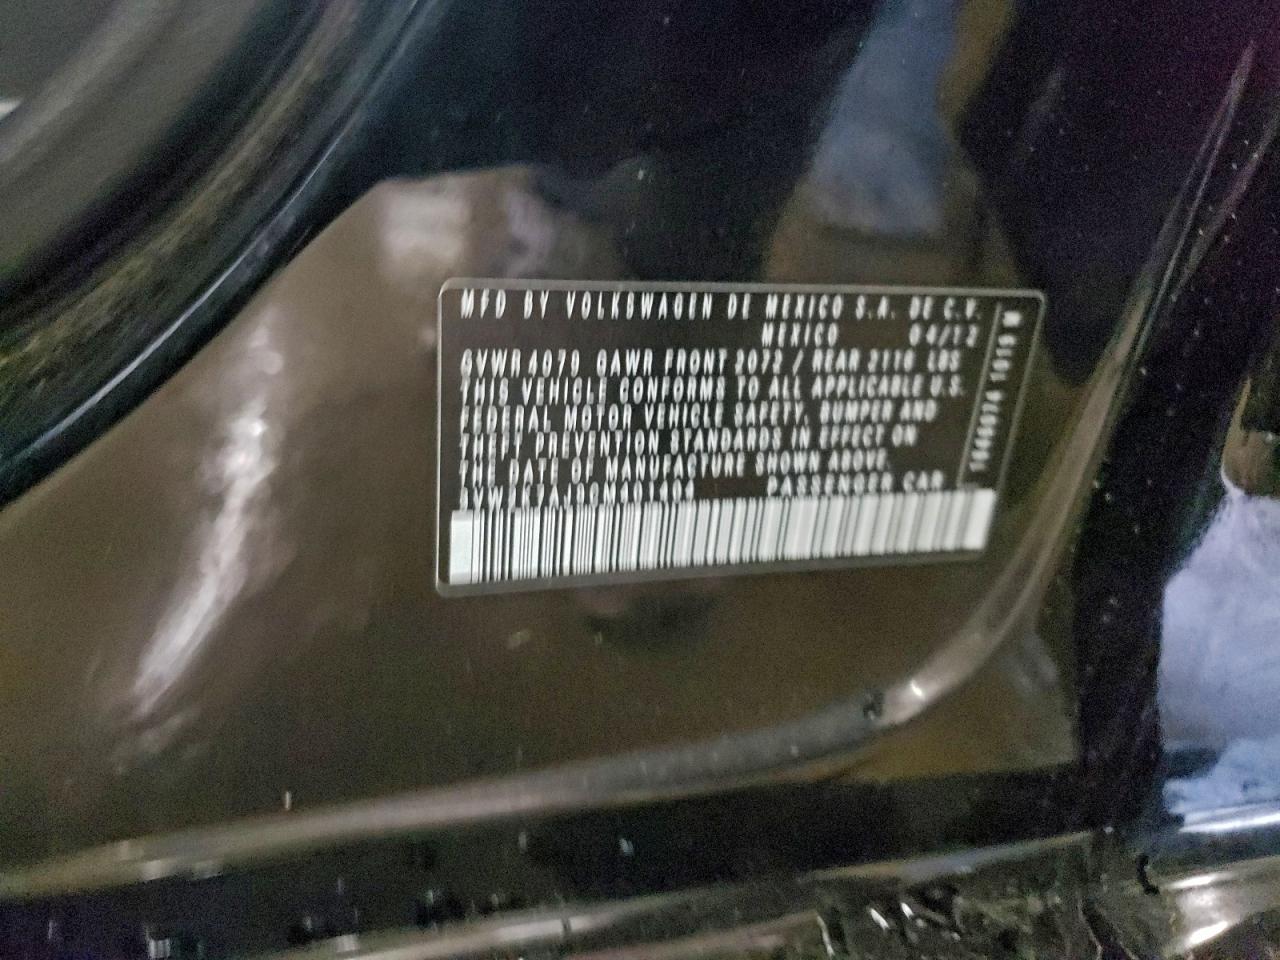 MFD BY VOLKSWAGEN DE MEXICO S.A. DE C.V.
MEXICO 04/12
GVWR 4079 GAWR FRONT 2072 / REAR 2116 LBS
THIS VEHICLE CONFORMS TO ALL APPLICABLE U.S.
FEDERAL MOTOR VEHICLE SAFETY, BUMPER AND
THEFT PREVENTION STANDARDS IN EFFECT ON
THE DATE OF MANUFACTURE SHOWN ABOVE.
PASSENGER CAR